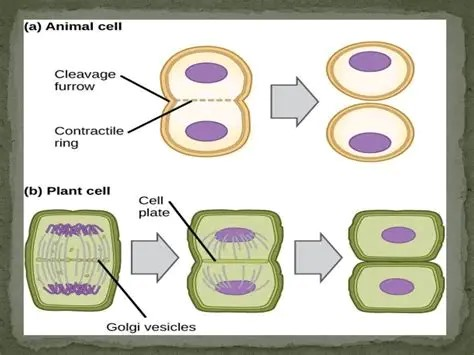 (a) Animal cell
Cleavage
furrow
Contractile
ring
(b) Plant cell
Cell
plate
Golgi vesicles